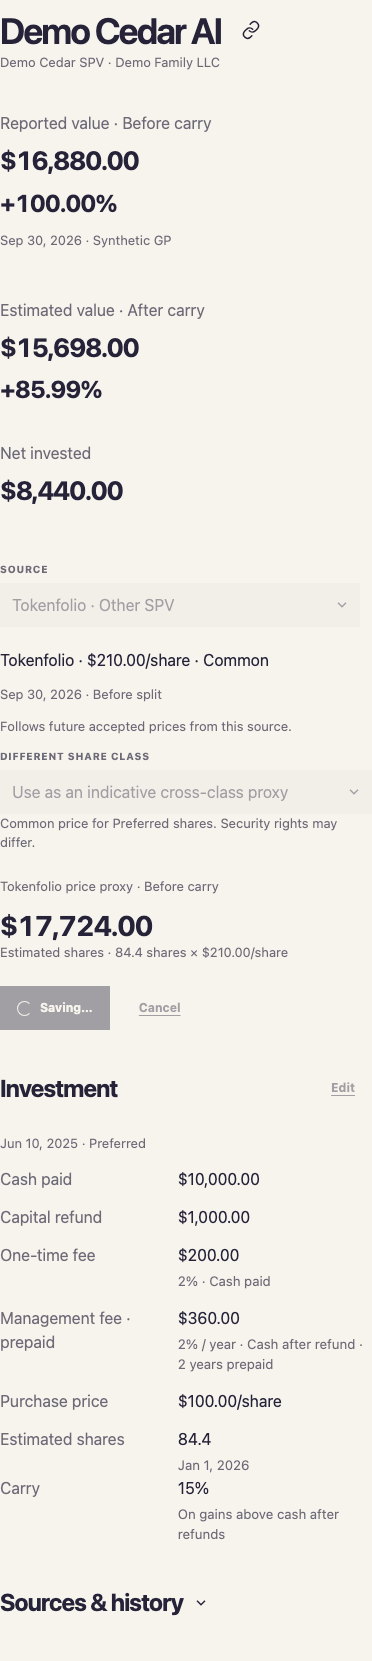 Demo Cedar AI
Demo Cedar SPV · Demo Family LLC
Reported value · Before carry
$16,880.00
+100.00%
Sep 30, 2026 · Synthetic GP
Estimated value · After carry
$15,698.00
+85.99%
Net invested
$8,440.00
SOURCE
Tokenfolio · Other SPV
Tokenfolio · $210.00/share · Common
Sep 30, 2026 · Before split
Follows future accepted prices from this source.
DIFFERENT SHARE CLASS
Use as an indicative cross-class proxy
Common price for Preferred shares. Security rights may
differ.
Tokenfolio price proxy · Before carry
$17,724.00
Estimated shares · 84.4 shares × $210.00/share
Saving... Cancel
Investment Edit
Jun 10, 2025 · Preferred
Cash paid $10,000.00
Capital refund $1,000.00
One-time fee $200.00
2% · Cash paid
Management fee · $360.00
prepaid 2% / year · Cash after refund ·
2 years prepaid
Purchase price $100.00/share
Estimated shares 84.4
Jan 1, 2026
Carry 15%
On gains above cash after
refunds
Sources & history